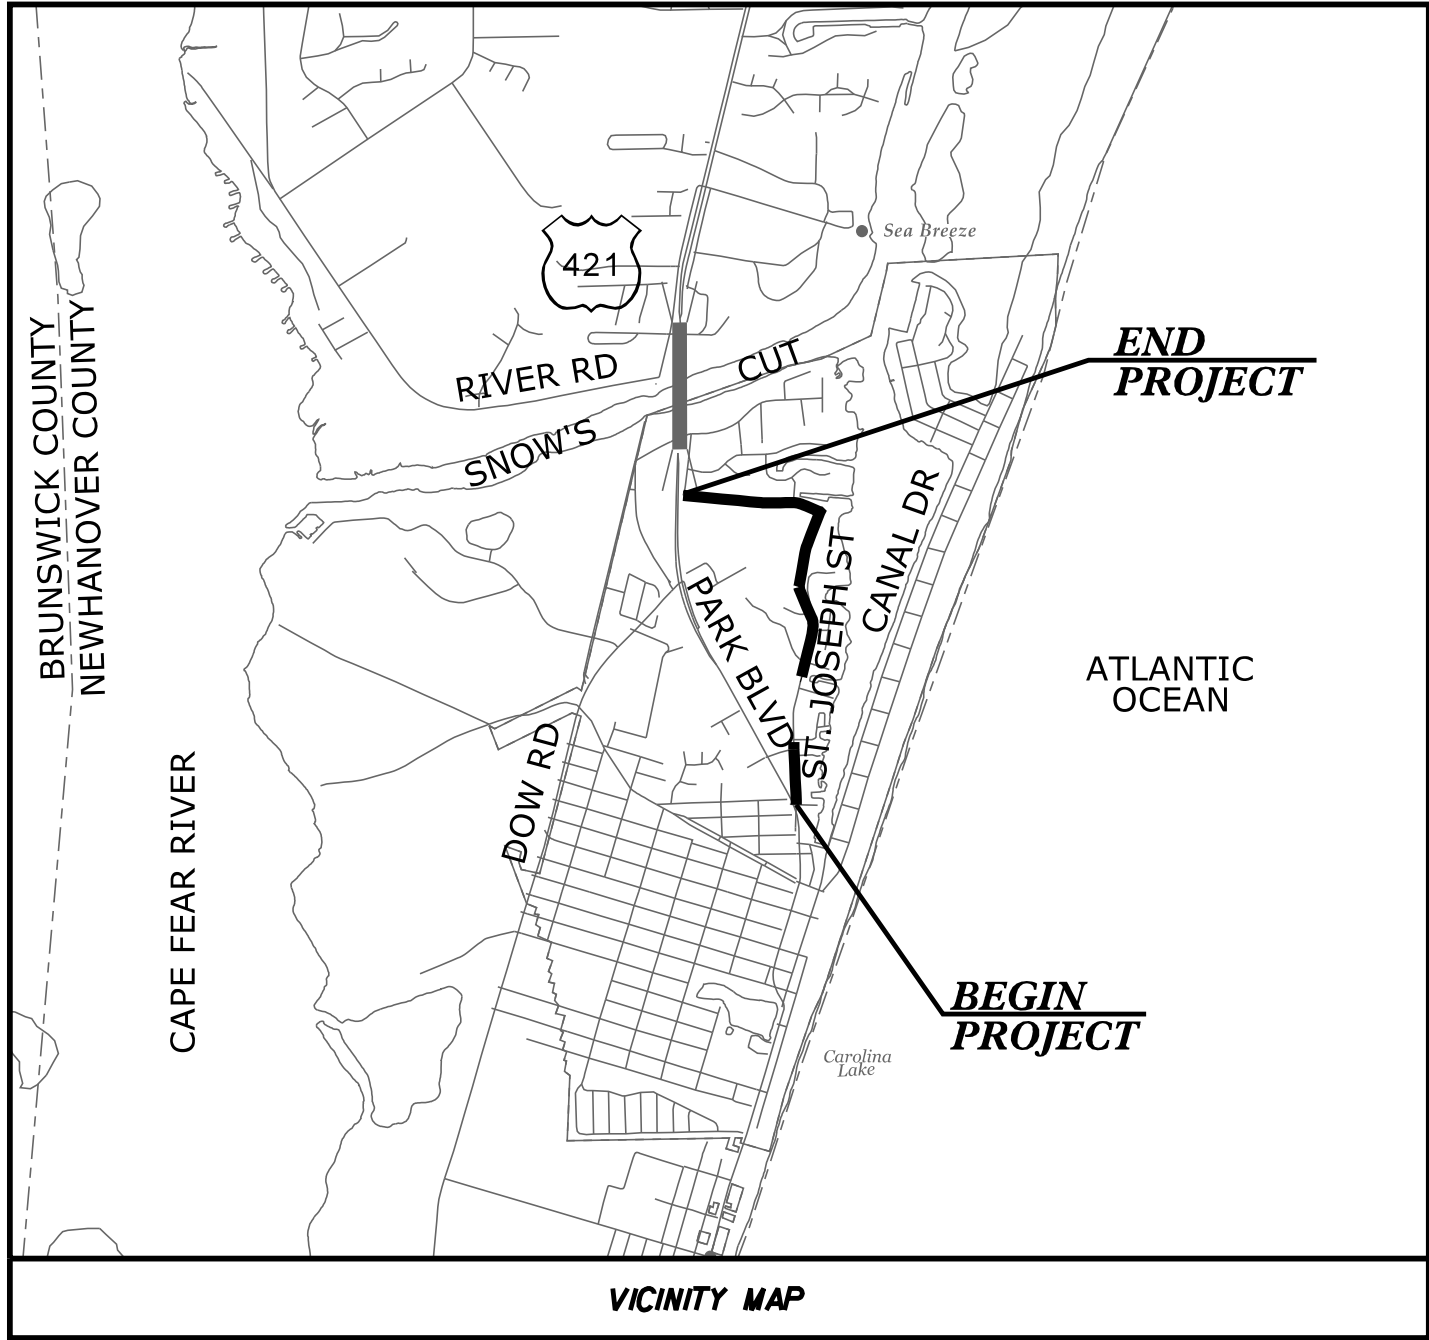 421
Sea Breeze
END
PROJECT
RIVER RD
SNOW'S
CUT
BRUNSWICK COUNTY
NEWHANOVER COUNTY
CANAL DR
ST. JOSEPH ST
PARK BLVD
ATLANTIC
OCEAN
DOW RD
CAPE FEAR RIVER
BEGIN
PROJECT
Carolina
Lake
VICINITY MAP